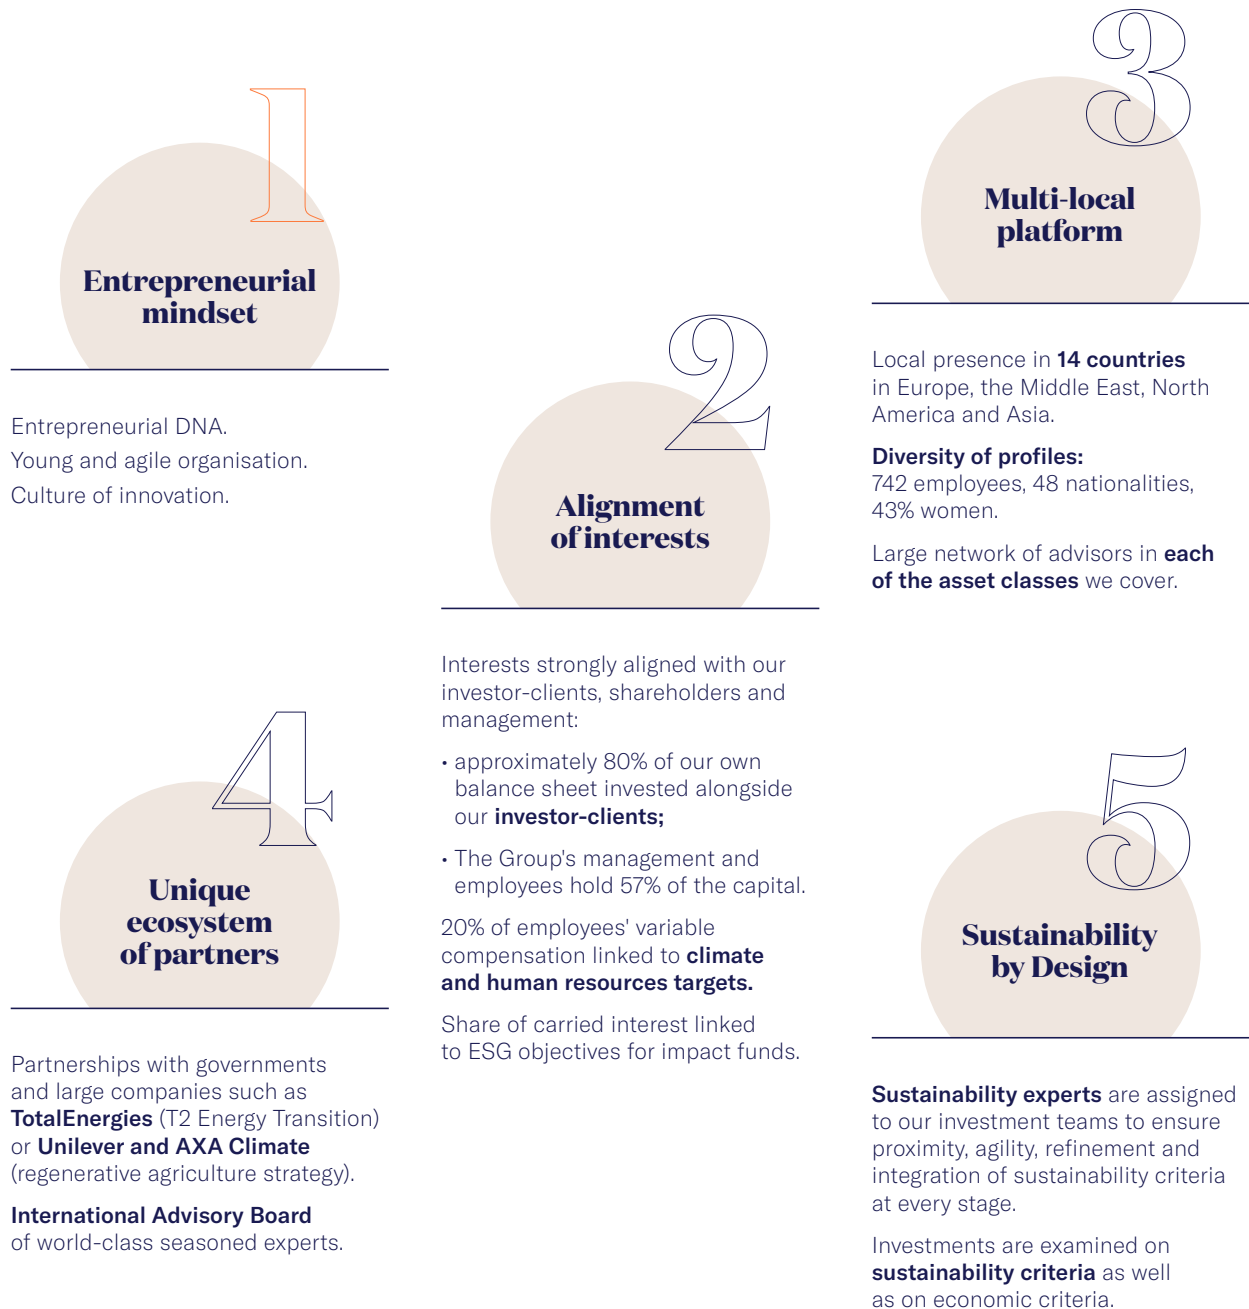 1
Entrepreneurial
mindset
Entrepreneurial DNA.
Young and agile organisation.
Culture of innovation.
2
Alignment
of interests
Interests strongly aligned with our
investor-clients, shareholders and
management:
• approximately 80% of our own
balance sheet invested alongside
our investor-clients;
• The Group's management and
employees hold 57% of the capital.
20% of employees' variable
compensation linked to climate
and human resources targets.
Share of carried interest linked
to ESG objectives for impact funds.
3
Multi-local
platform
Local presence in 14 countries
in Europe, the Middle East, North
America and Asia.
Diversity of profiles:
742 employees, 48 nationalities,
43% women.
Large network of advisors in each
of the asset classes we cover.
4
Unique
ecosystem
of partners
Partnerships with governments
and large companies such as
TotalEnergies (T2 Energy Transition)
or Unilever and AXA Climate
(regenerative agriculture strategy).
International Advisory Board
of world-class seasoned experts.
5
Sustainability
by Design
Sustainability experts are assigned
to our investment teams to ensure
proximity, agility, refinement and
integration of sustainability criteria
at every stage.
Investments are examined on
sustainability criteria as well
as on economic criteria.